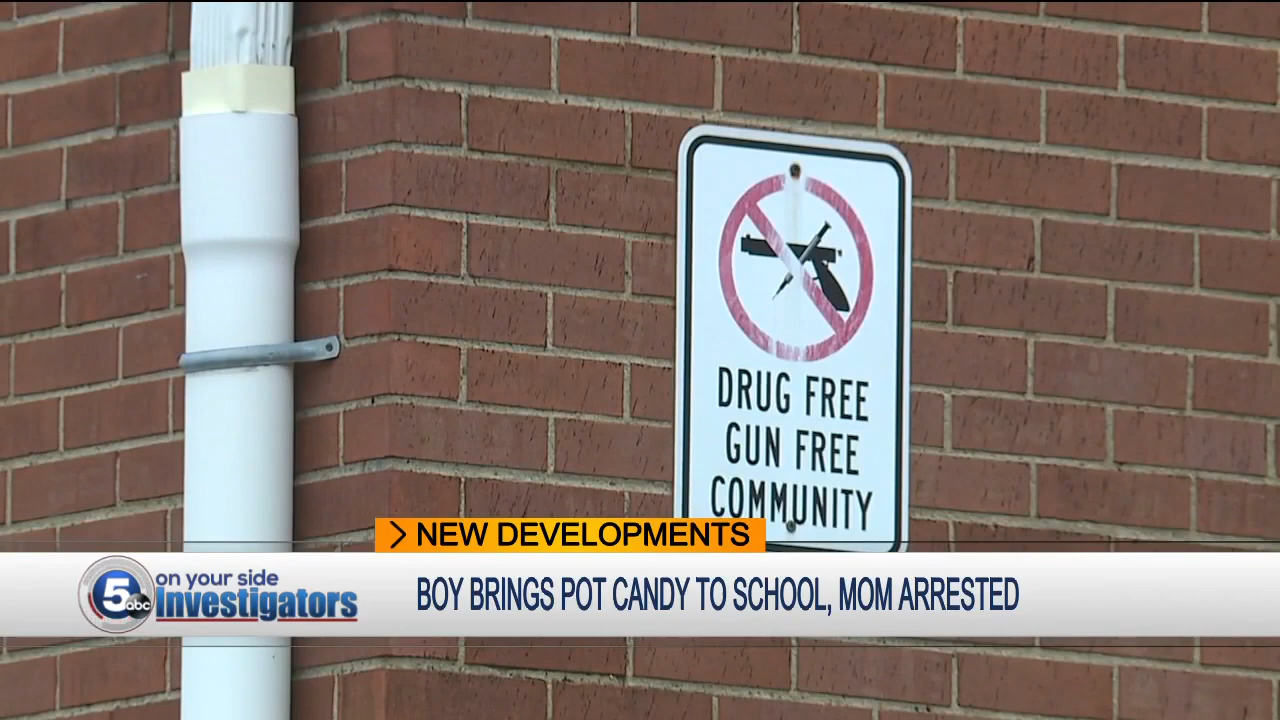 DRUG FREE
GUN FREE
COMMUNITY
> NEW DEVELOPMENTS
5 abc
on your side
Investigators
BOY BRINGS POT CANDY TO SCHOOL, MOM ARRESTED